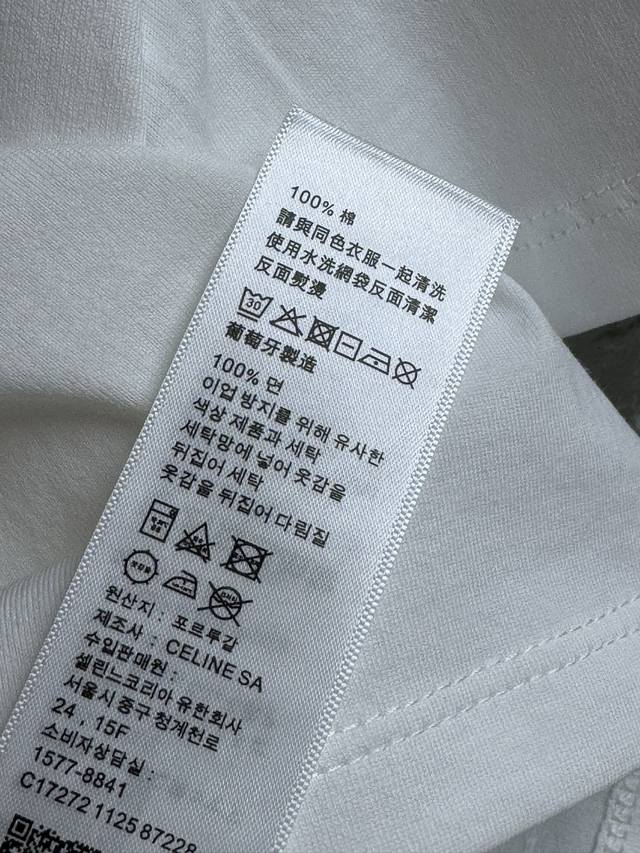 100% 棉
請與同色衣服一起清洗
使用水洗網袋反面清潔
反面熨燙
30
葡萄牙製造
100% 면
이업 방지를 위해 유사한
색상 제품과 세탁
세탁망에 넣어 옷감을
뒤집어 세탁
옷감을 뒤집어 다림질
원산지 : 포르투갈
제조사 : CELINE SA
수입판매원 :
셀린느코리아 유한회사
서울시 중구 청계천로
24 , 15F
소비자상담실 :
1577-8841
C17272 1125 87228